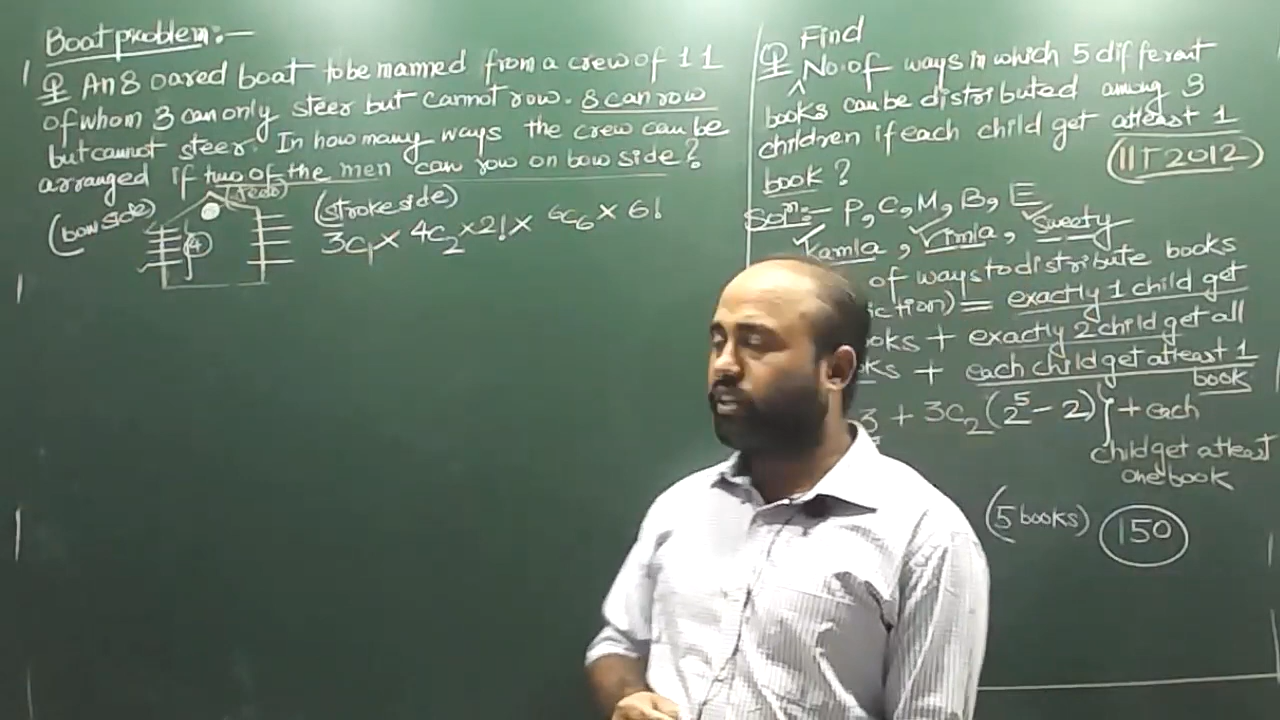 Boat problem:-
Q An 8 oared boat to be manned from a crew of 11
of whom 3 can only steer but cannot row. 8 can row
but cannot steer. In how many ways the crew can be
arranged if two of the men can row on bow side?
(bow side)
(stroke side)
4
3c₁ × 4c₂ × 2! × 6c₆ × 6!
Find
Q No. of ways in which 5 different
books can be distributed among 3
children if each child get atleast 1
book?
(IIT 2012)
Solⁿ:- P, C, M, B, E
Kamla, Vimla, Sweety
of ways to distribute books
iction) = exactly 1 child get
ooks + exactly 2 child get all
ks + each child get atleast 1
book
3 + 3c₂ (2⁵ - 2)} + each
child get atleast
one book
(5 books) 150